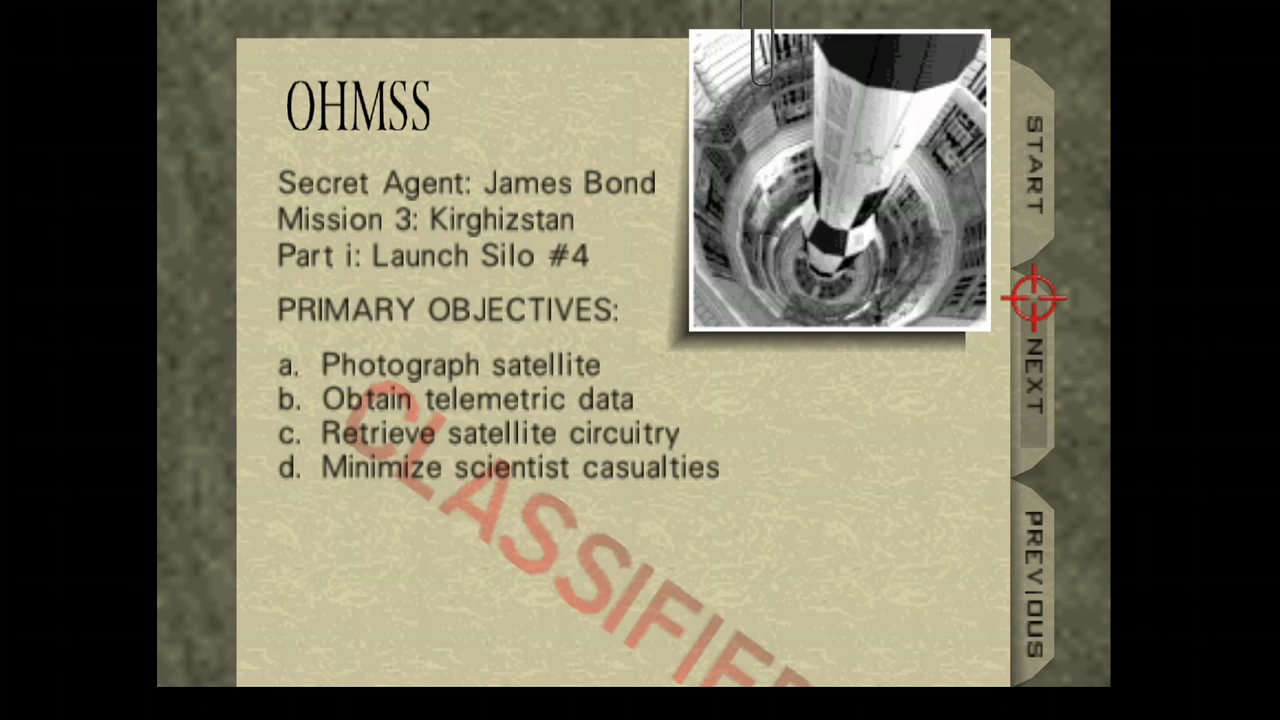 OHMSS
Secret Agent: James Bond
Mission 3: Kirghizstan
Part i: Launch Silo #4
PRIMARY OBJECTIVES:
a. Photograph satellite
b. Obtain telemetric data
c. Retrieve satellite circuitry
d. Minimize scientist casualties
CLASSIFIE
START
NEXT
PREVIOUS